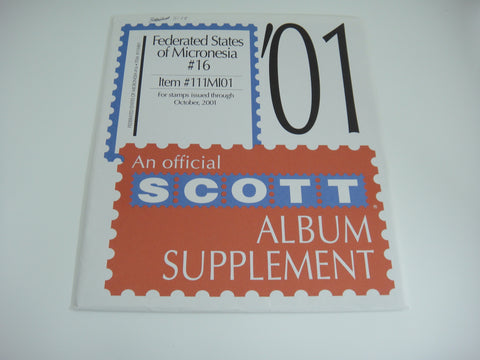 Federated States
of Micronesia
#16
Item #111MI01
For stamps issued through
October, 2001
'01
An official
SCOTT
ALBUM
SUPPLEMENT